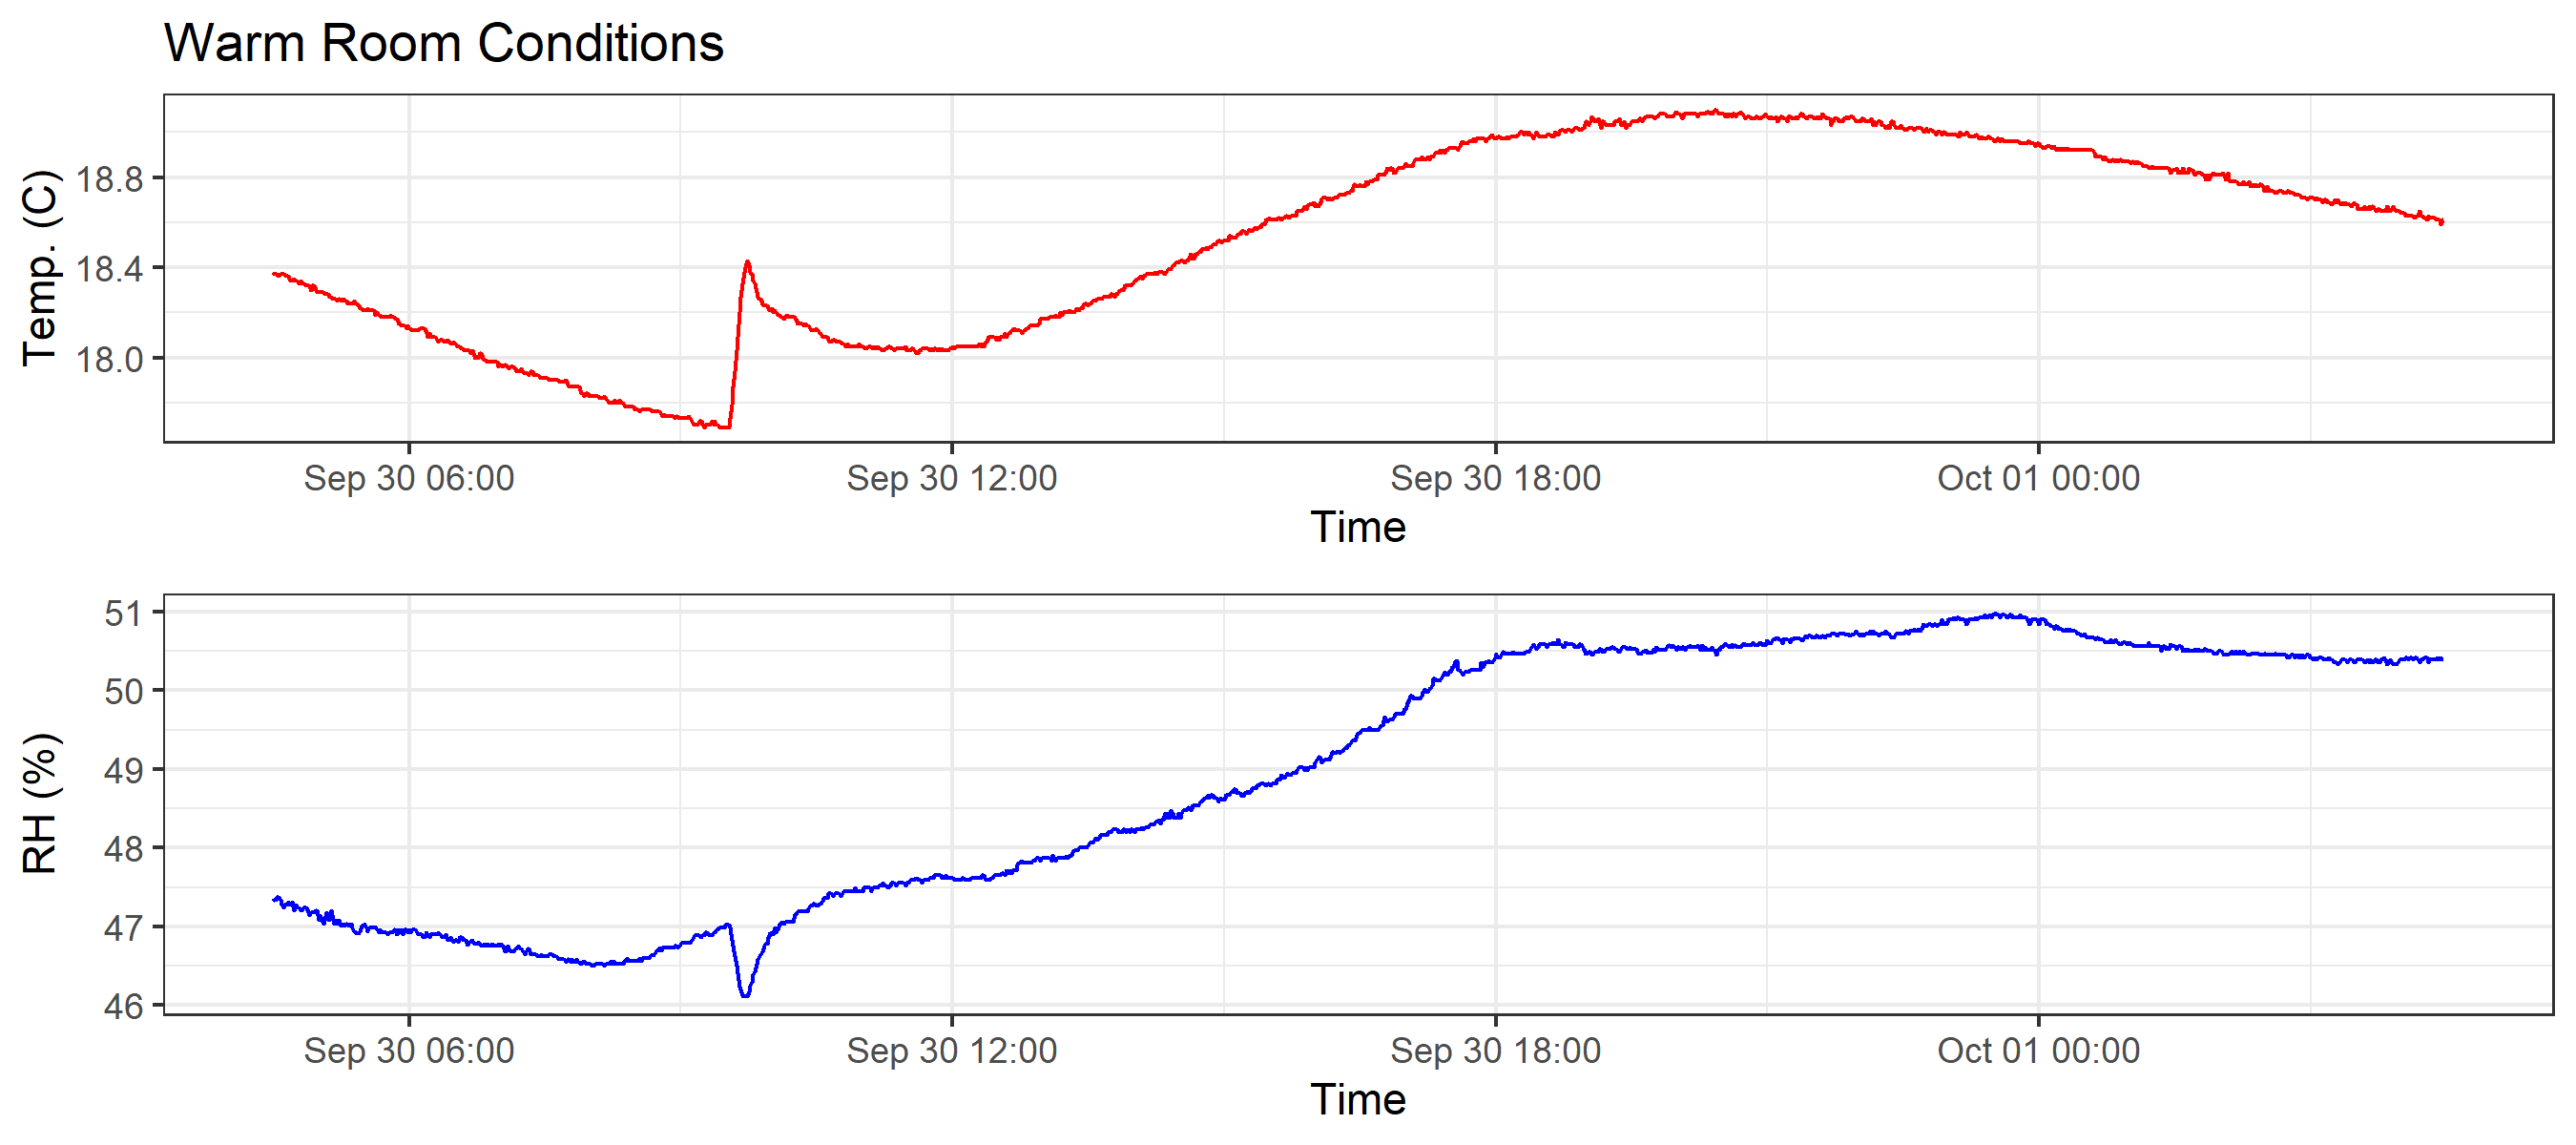 Warm Room Conditions
Temp. (C)
18.8
18.4
18.0
Sep 30 06:00 Sep 30 12:00 Sep 30 18:00 Oct 01 00:00
Time
RH (%)
51
50
49
48
47
46
Sep 30 06:00 Sep 30 12:00 Sep 30 18:00 Oct 01 00:00
Time